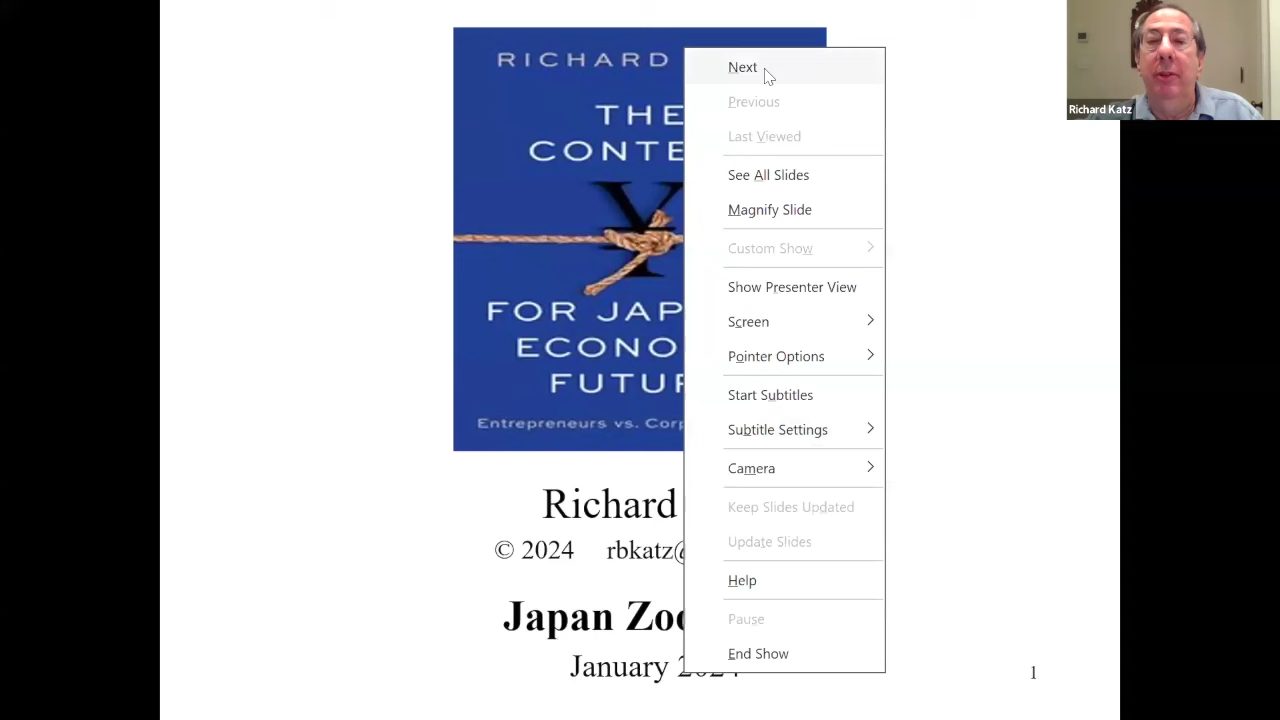 RICHARD
THE
CONTE
¥
FOR JAP
ECONO
FUTUR
Entrepreneurs vs. Corp
Richard
© 2024 rbkatz@
Japan Zoo
January 2024
1
Next
Previous
Last Viewed
See All Slides
Magnify Slide
Custom Show
Show Presenter View
Screen
Pointer Options
Start Subtitles
Subtitle Settings
Camera
Keep Slides Updated
Update Slides
Help
Pause
End Show
Richard Katz